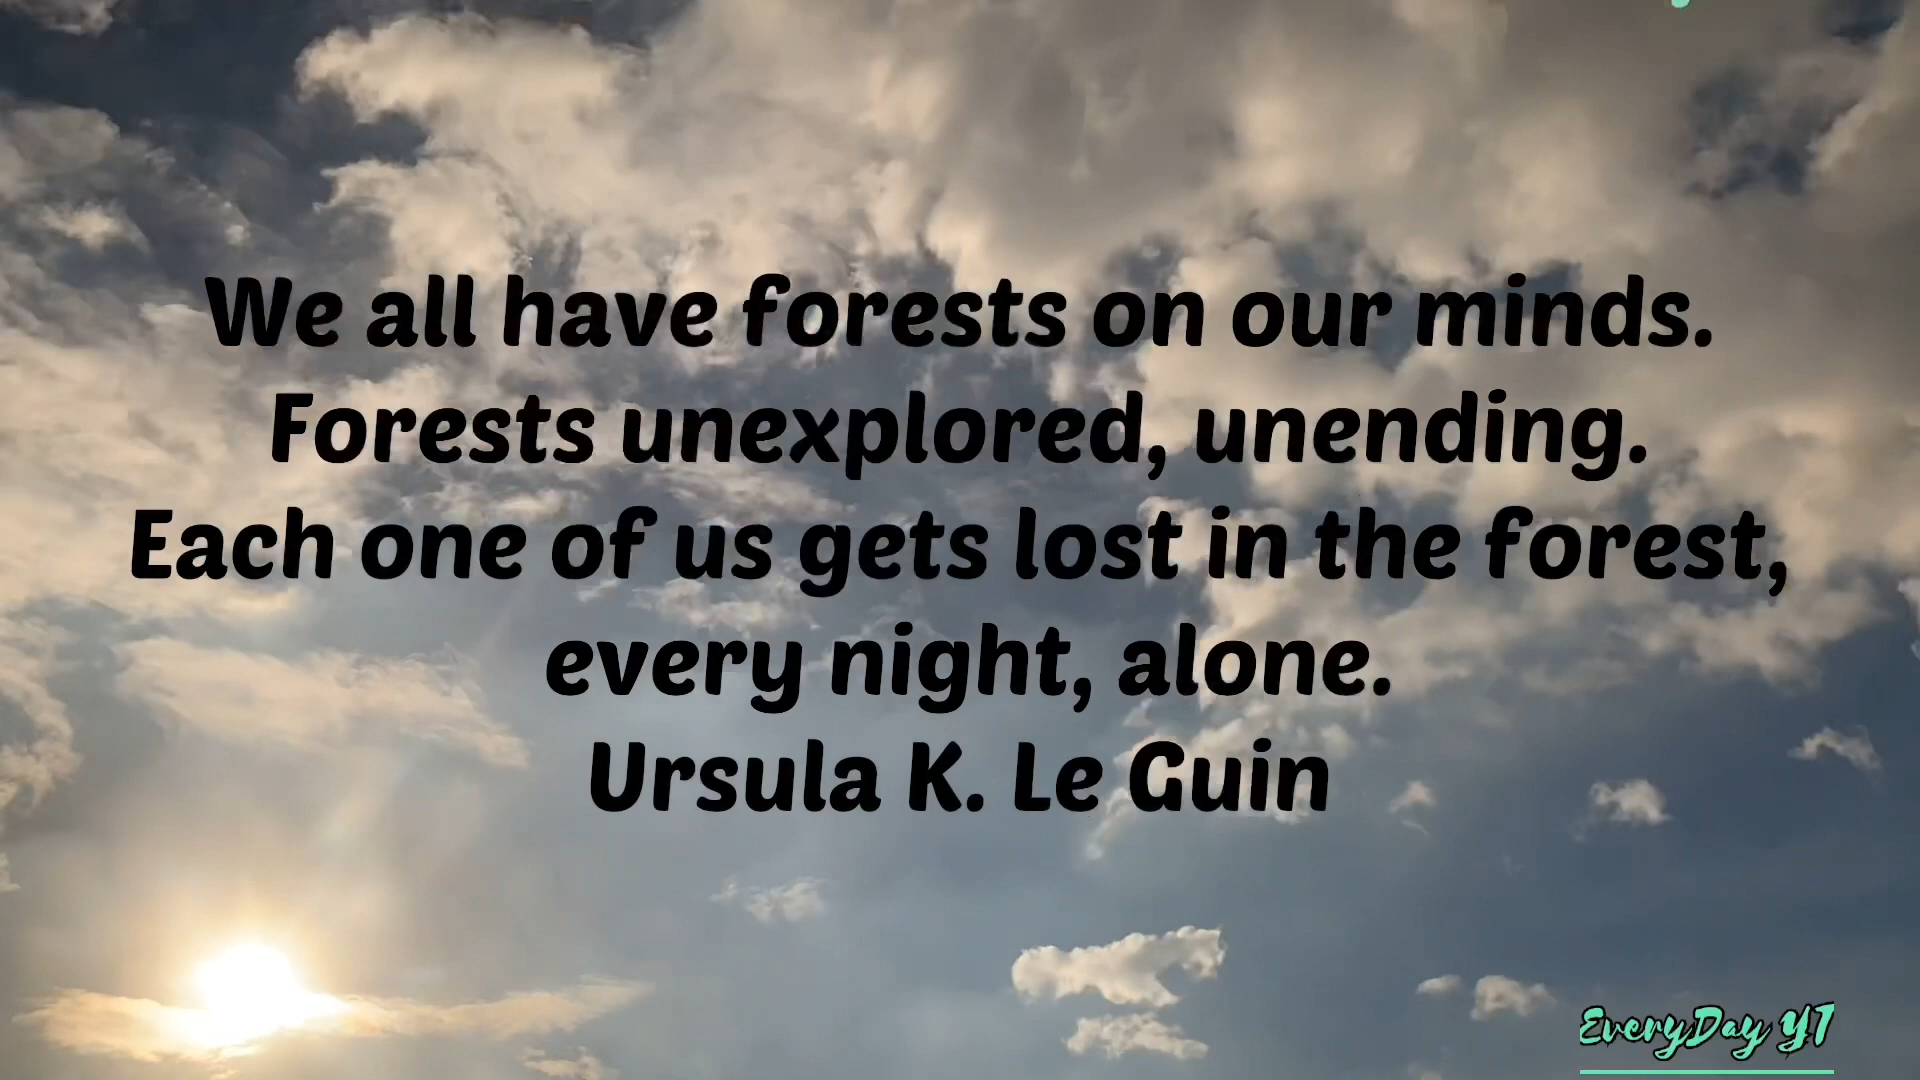 We all have forests on our minds.
Forests unexplored, unending.
Each one of us gets lost in the forest,
every night, alone.
Ursula K. Le Guin
EveryDay YT